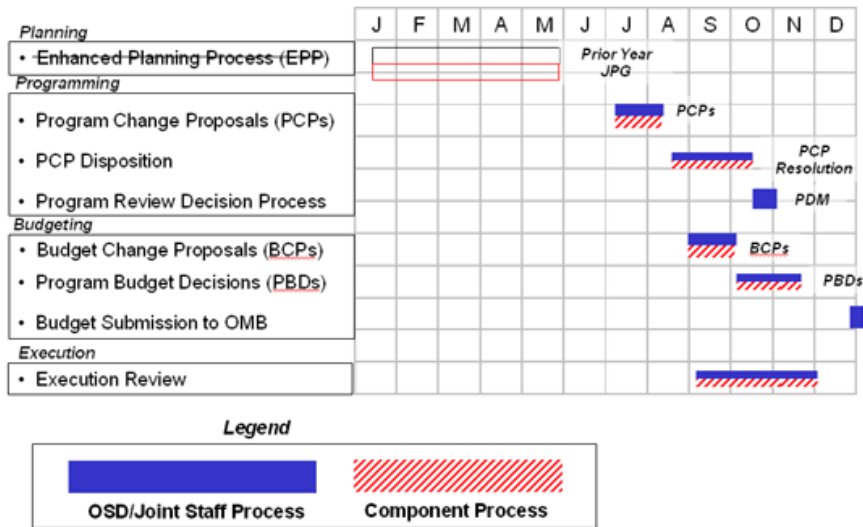 J F M A M J J A S O N D
Planning
• Enhanced Planning Process (EPP)
Prior Year
JPG
Programming
• Program Change Proposals (PCPs)
PCPs
• PCP Disposition
PCP
Resolution
• Program Review Decision Process
PDM
Budgeting
• Budget Change Proposals (BCPs)
BCPs
• Program Budget Decisions (PBDs)
PBDs
• Budget Submission to OMB
Execution
• Execution Review
Legend
OSD/Joint Staff Process
Component Process